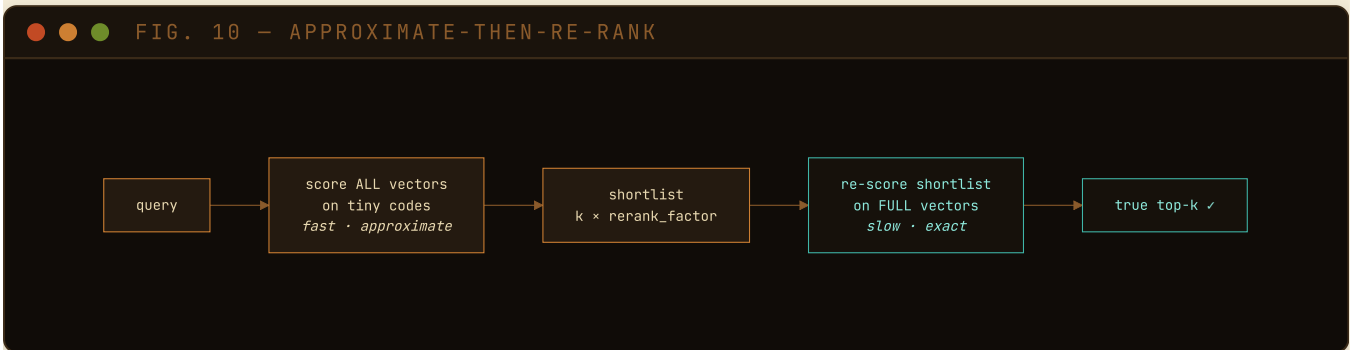 FIG. 10 — APPROXIMATE-THEN-RE-RANK
query
score ALL vectors
on tiny codes
fast · approximate
shortlist
k × rerank_factor
re-score shortlist
on FULL vectors
slow · exact
true top-k ✓